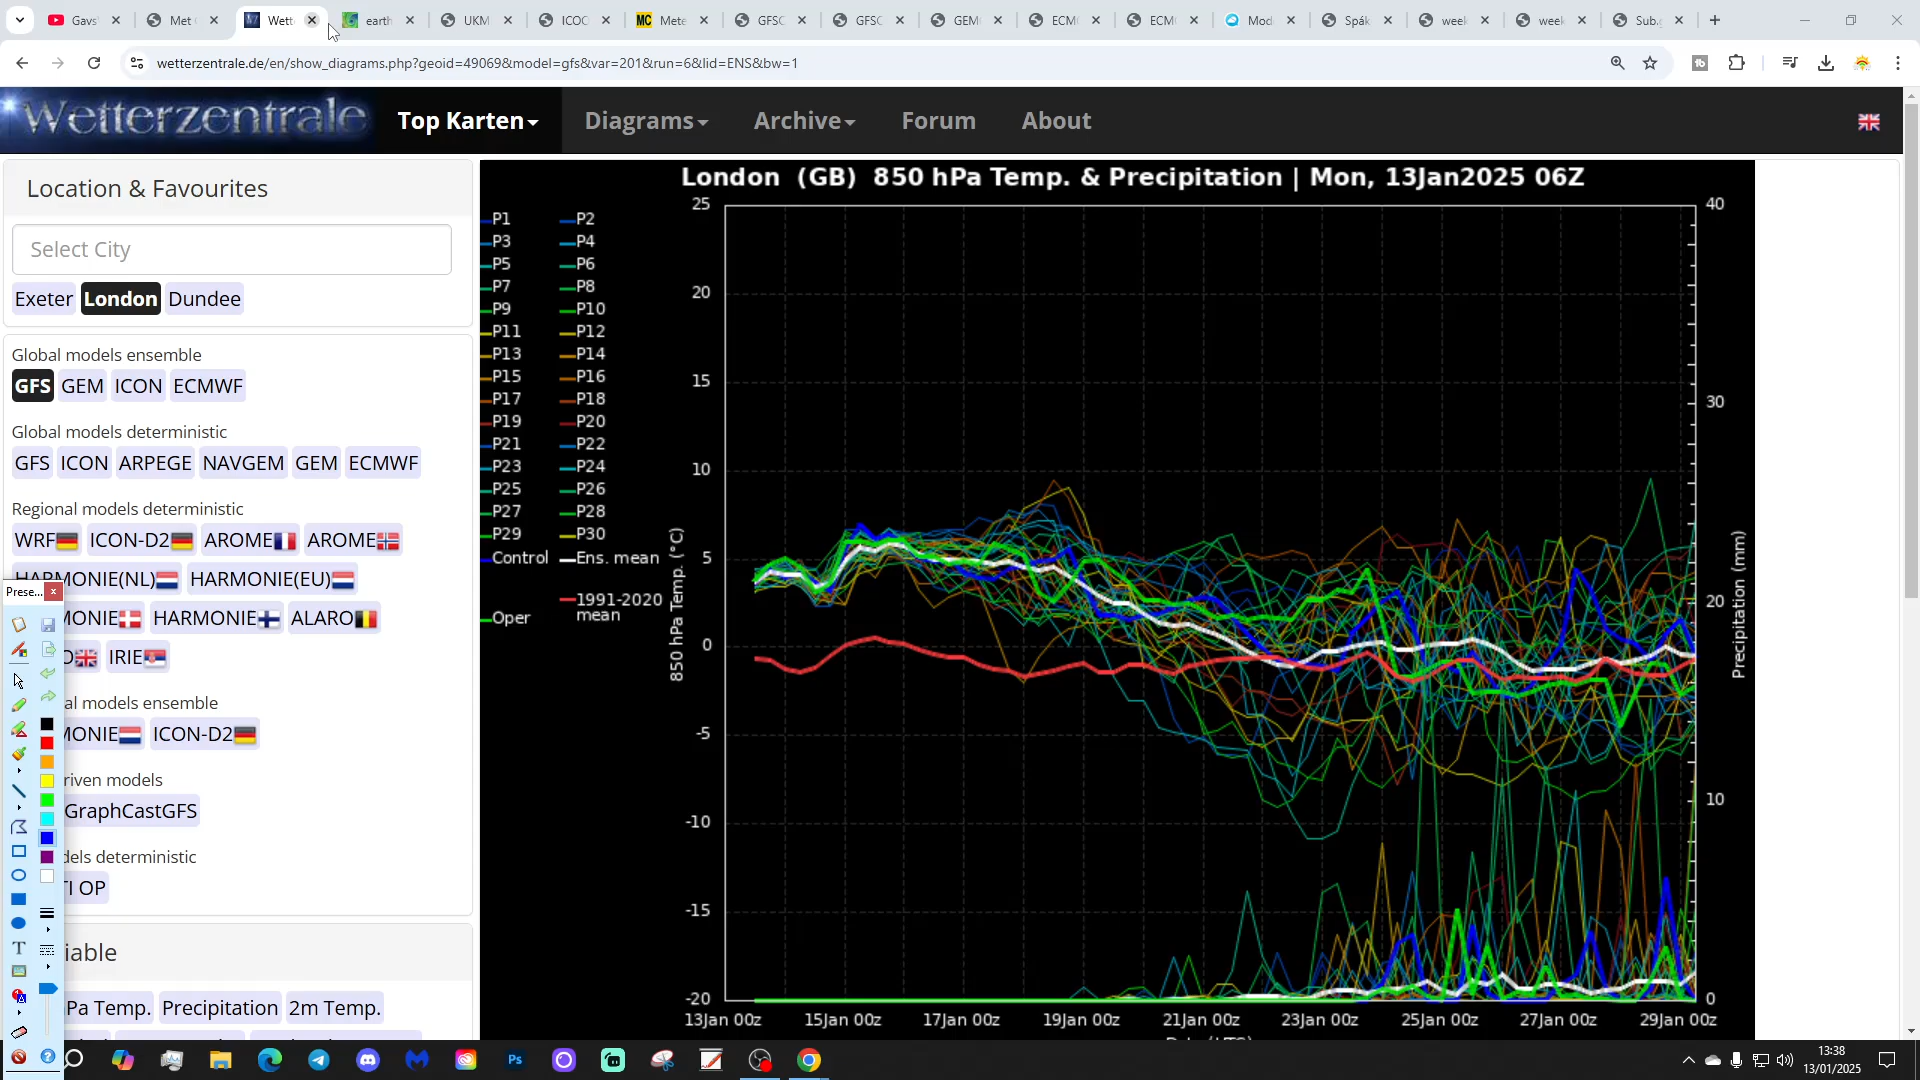 Gavs
Met
Wett
earth
UKM
ICOC
MC Mete
GFSC
GFSC
GEM
ECM
ECM
Mod
Spák
week
week
Sub.
wetterzentrale.de/en/show_diagrams.php?geoid=49069&model=gfs&var=201&run=6&lid=ENS&bw=1
Wetterzentrale
Top Karten
Diagrams
Archive
Forum
About
Location & Favourites
Select City
Exeter London Dundee
Global models ensemble
GFS GEM ICON ECMWF
Global models deterministic
GFS ICON ARPEGE NAVGEM GEM ECMWF
Regional models deterministic
WRF ICON-D2 AROME AROME
HARMONIE(NL) HARMONIE(EU)
MONIE HARMONIE ALARO
O IRIE
al models ensemble
MONIE ICON-D2
riven models
GraphCastGFS
dels deterministic
TI OP
iable
Pa Temp. Precipitation 2m Temp.
Prese...
T
London (GB) 850 hPa Temp. & Precipitation | Mon, 13Jan2025 06Z
P1 P2
P3 P4
P5 P6
P7 P8
P9 P10
P11 P12
P13 P14
P15 P16
P17 P18
P19 P20
P21 P22
P23 P24
P25 P26
P27 P28
P29 P30
Control Ens. mean
Oper 1991-2020
mean
850 hPa Temp. (°C)
25
20
15
10
5
0
-5
-10
-15
-20
40
30
20
10
0
Precipitation (mm)
13Jan 00z 15Jan 00z 17Jan 00z 19Jan 00z 21Jan 00z 23Jan 00z 25Jan 00z 27Jan 00z 29Jan 00z
Ps
13:38
13/01/2025